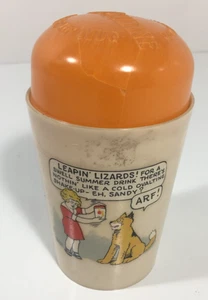 LEAPIN' LIZARDS! FOR A
SWELL SUMMER DRINK THERE'S
NOTHIN' LIKE A COLD OVALTINE
SHAKE-UP- EH, SANDY?
ARF!